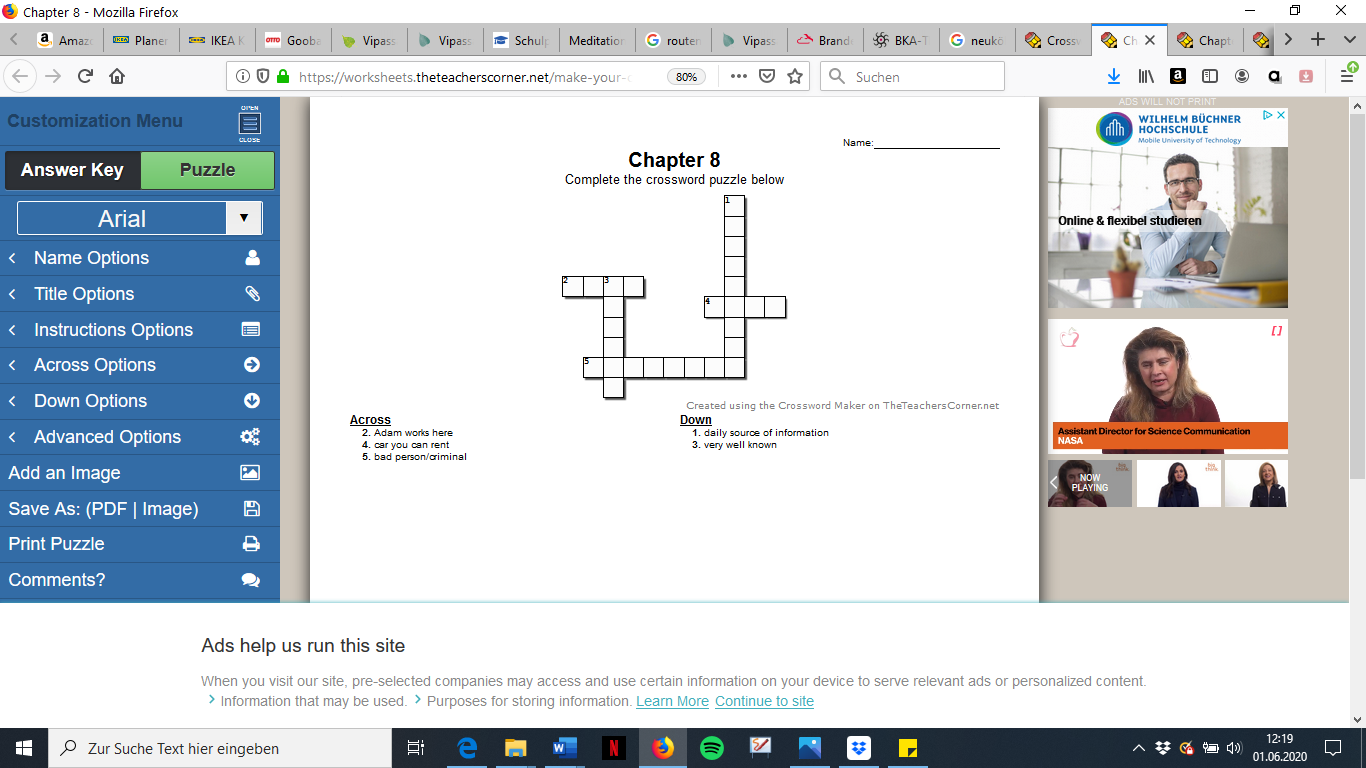 Chapter 8 - Mozilla Firefox
Amaz
IKEA Planer
IKEA K
OTTO Gooba
Vipass
Vipass
Schulp
Meditation
routen
Vipass
Brande
BKA-T
neukö
Crossw
Ch
Chapt
https://worksheets.theteacherscorner.net/make-your-o
80%
Suchen
Customization Menu
OPEN
CLOSE
Answer Key
Puzzle
Arial
Name Options
Title Options
Instructions Options
Across Options
Down Options
Advanced Options
Add an Image
Save As: (PDF | Image)
Print Puzzle
Comments?
Name:
Chapter 8
Complete the crossword puzzle below
1
2 3
4
5
Created using the Crossword Maker on TheTeachersCorner.net
Across
2. Adam works here
4. car you can rent
5. bad person/criminal
Down
1. daily source of information
3. very well known
ADS WILL NOT PRINT
WILHELM BÜCHNER
HOCHSCHULE
Mobile University of Technology
Online & flexibel studieren
Assistant Director for Science Communication
NASA
NOW
PLAYING
Ads help us run this site
When you visit our site, pre-selected companies may access and use certain information on your device to serve relevant ads or personalized content.
Information that may be used. Purposes for storing information. Learn More Continue to site
Zur Suche Text hier eingeben
12:19
01.06.2020